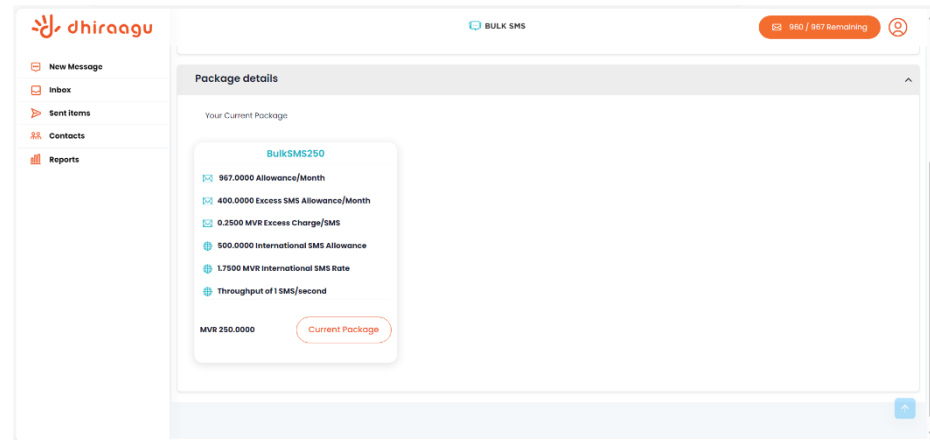 dhiraagu
BULK SMS
960 / 967 Remaining
New Message
Inbox
Sent items
Contacts
Reports
Package details
Your Current Package
BulkSMS250
967.0000 Allowance/Month
400.0000 Excess SMS Allowance/Month
0.2500 MVR Excess Charge/SMS
500.0000 International SMS Allowance
1.7500 MVR International SMS Rate
Throughput of 1 SMS/second
MVR 250.0000
Current Package